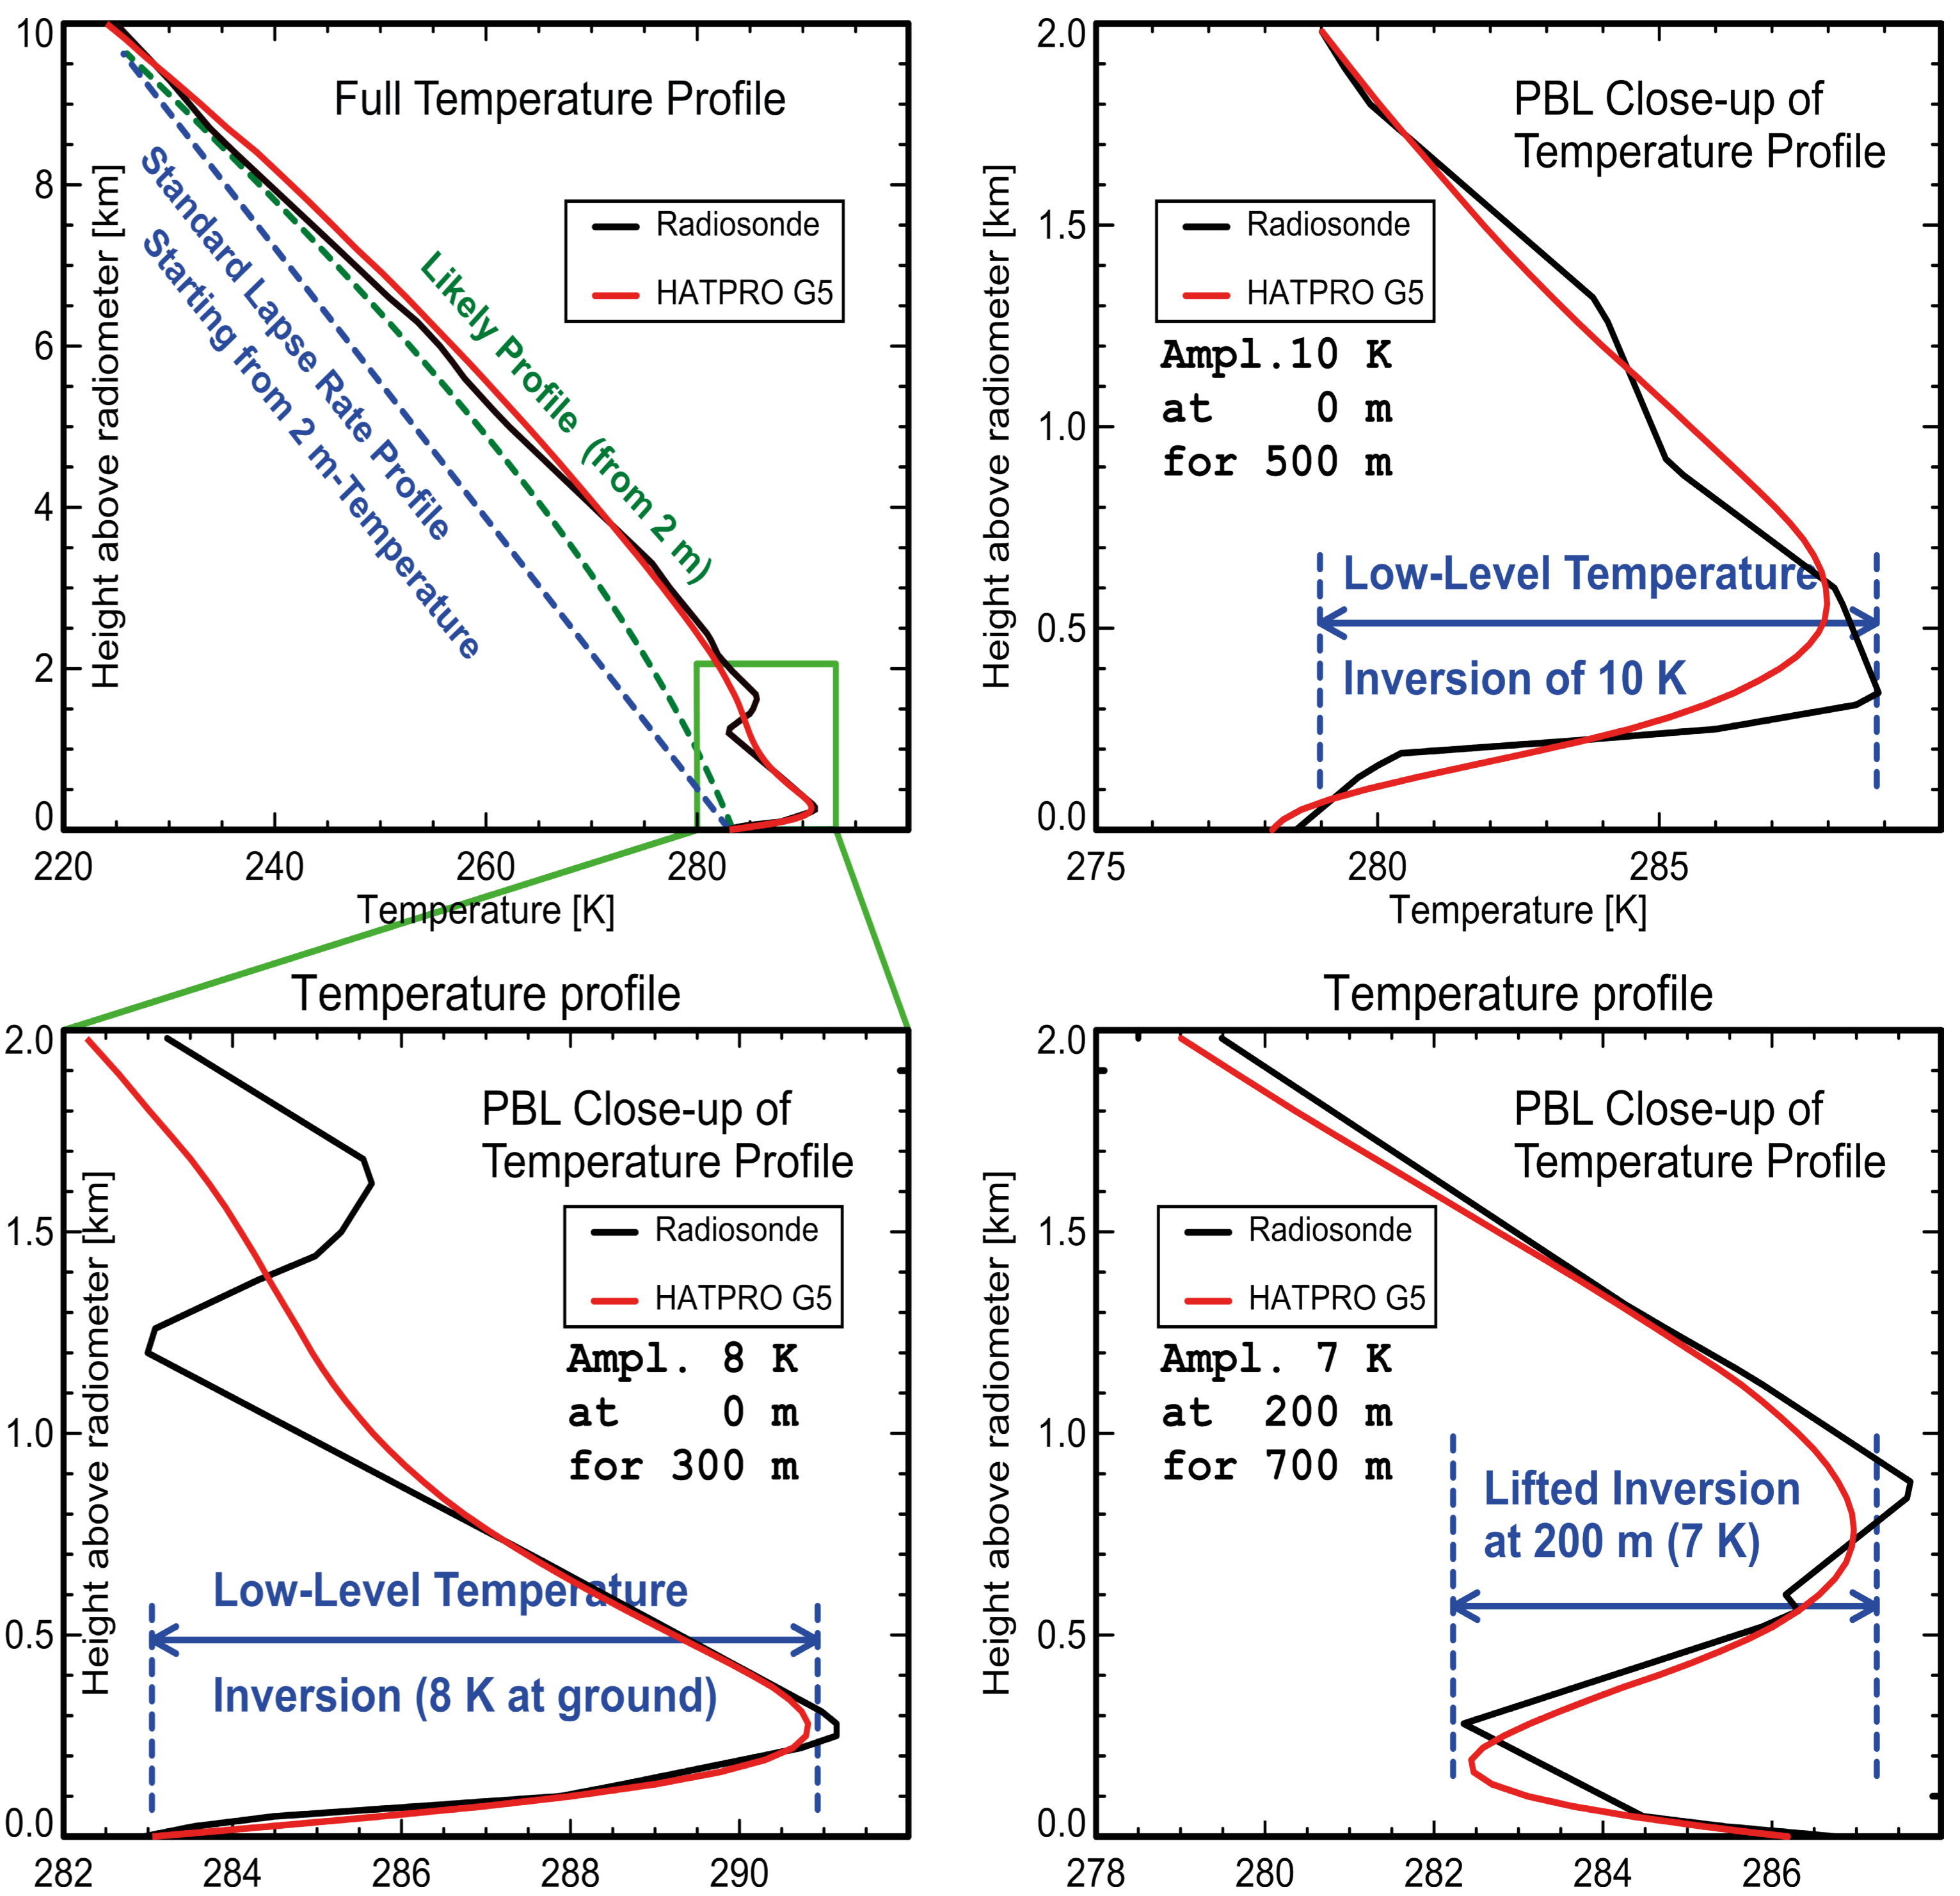 Full Temperature Profile
Radiosonde
HATPRO G5
Standard Lapse Rate Profile
Starting from 2 m-Temperature
Likely Profile (from 2 m)
Height above radiometer [km]
10
8
6
4
2
0
220
240
260
280
Temperature [K]
PBL Close-up of
Temperature Profile
Radiosonde
HATPRO G5
Ampl.10 K
at 0 m
for 500 m
Low-Level Temperature
Inversion of 10 K
Height above radiometer [km]
2.0
1.5
1.0
0.5
0.0
275
280
285
Temperature [K]
Temperature profile
PBL Close-up of
Temperature Profile
Radiosonde
HATPRO G5
Ampl. 8 K
at 0 m
for 300 m
Low-Level Temperature
Inversion (8 K at ground)
Height above radiometer [km]
2.0
1.5
1.0
0.5
0.0
282
284
286
288
290
Temperature profile
PBL Close-up of
Temperature Profile
Radiosonde
HATPRO G5
Ampl. 7 K
at 200 m
for 700 m
Lifted Inversion
at 200 m (7 K)
Height above radiometer [km]
2.0
1.5
1.0
0.5
0.0
278
280
282
284
286